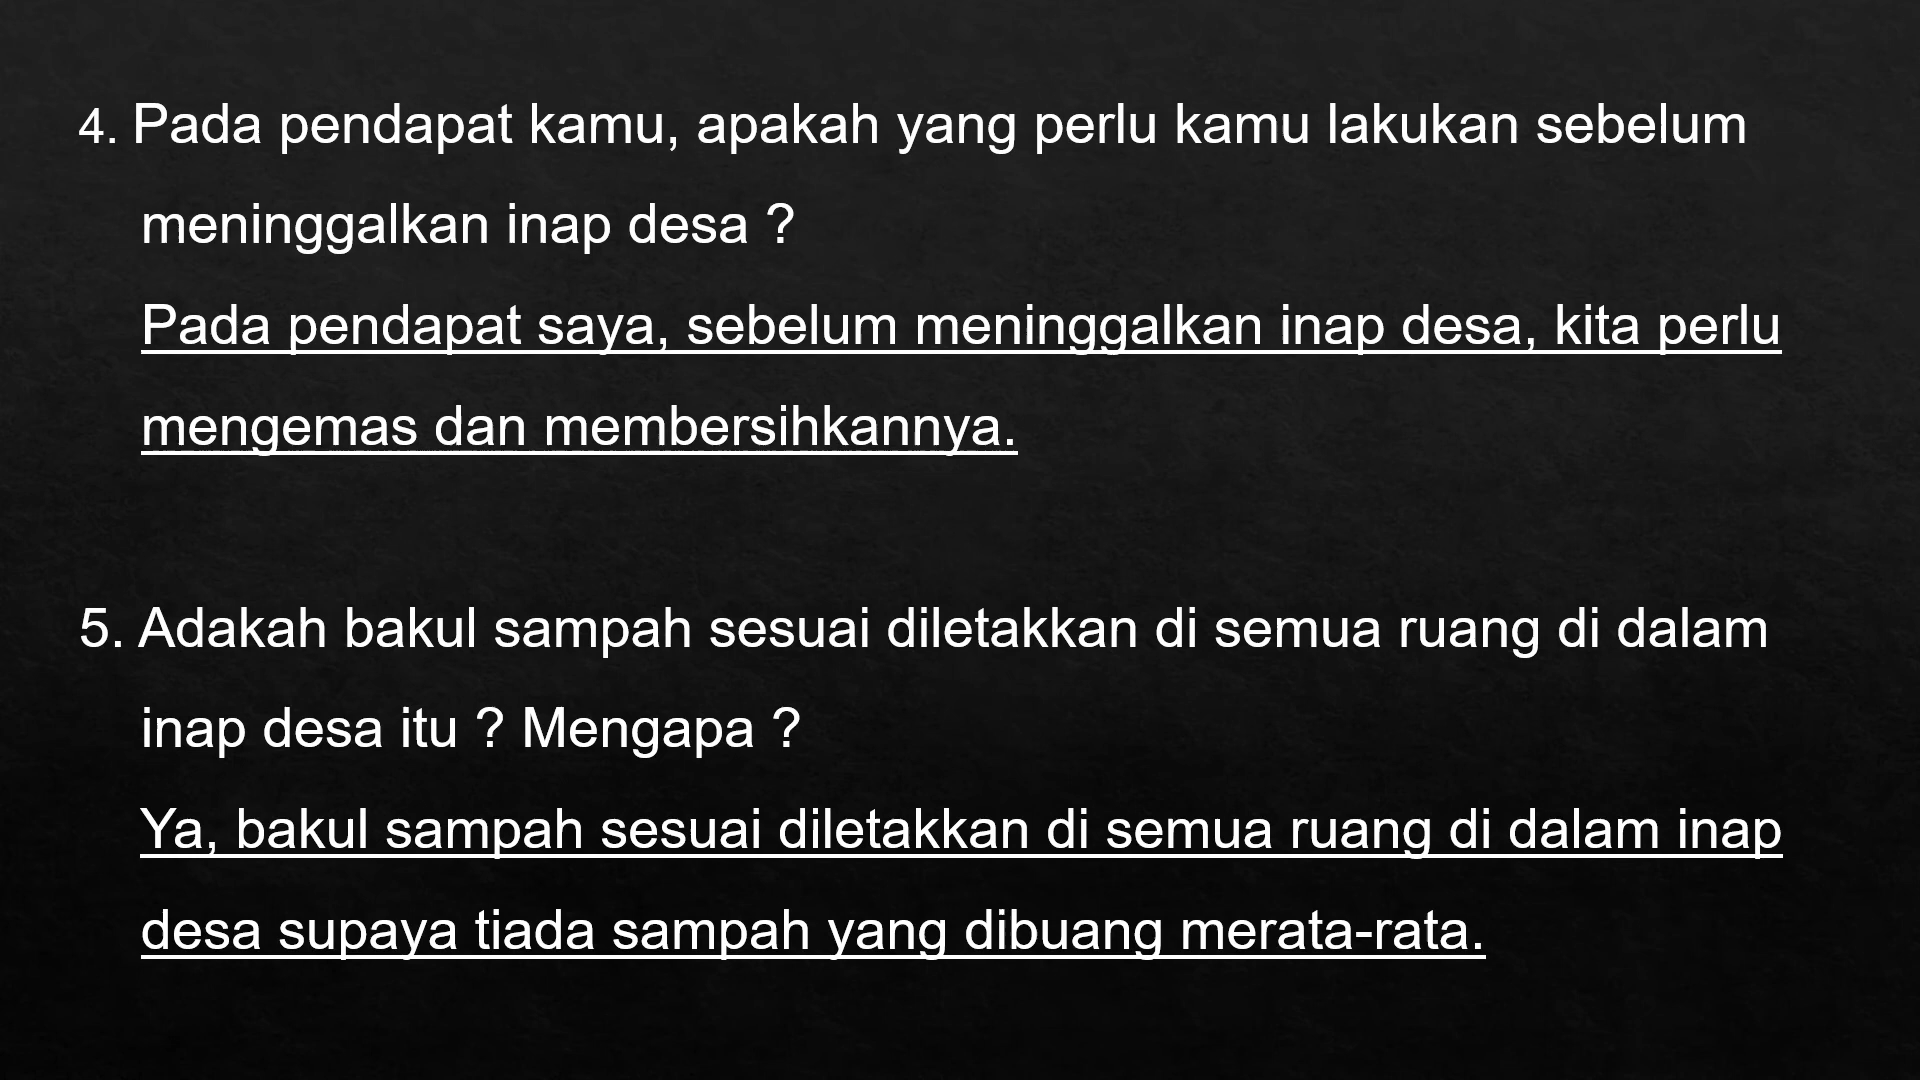 4. Pada pendapat kamu, apakah yang perlu kamu lakukan sebelum
meninggalkan inap desa ?
Pada pendapat saya, sebelum meninggalkan inap desa, kita perlu
mengemas dan membersihkannya.
5. Adakah bakul sampah sesuai diletakkan di semua ruang di dalam
inap desa itu ? Mengapa ?
Ya, bakul sampah sesuai diletakkan di semua ruang di dalam inap
desa supaya tiada sampah yang dibuang merata-rata.